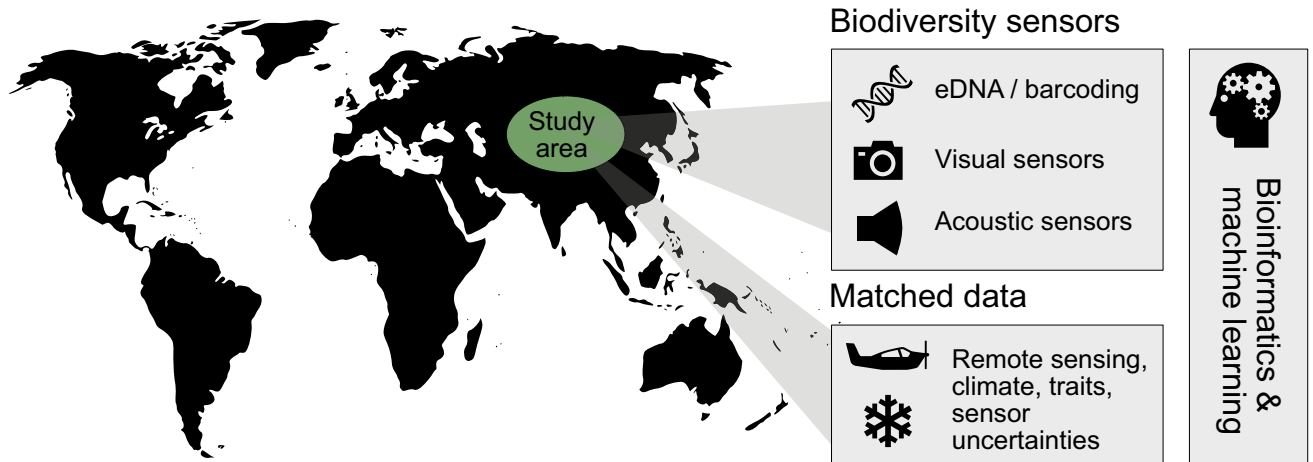 Biodiversity sensors
Study
area
eDNA / barcoding
Visual sensors
Acoustic sensors
Matched data
Remote sensing,
climate, traits,
sensor
uncertainties
Bioinformatics &
machine learning